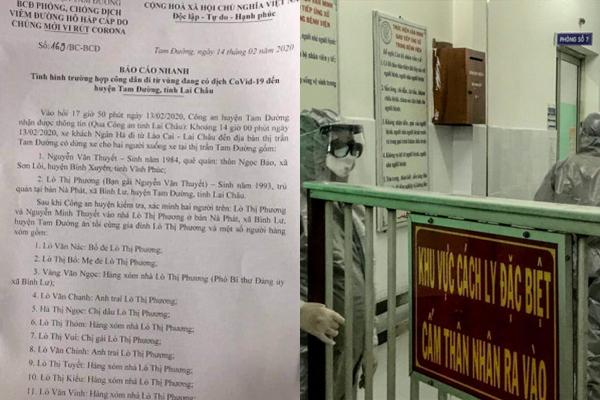 HUYỆN TAM ĐƯỜNG
BCĐ PHÒNG, CHỐNG DỊCH
VIÊM ĐƯỜNG HÔ HẤP CẤP DO
CHỦNG MỚI VI RÚT CORONA
Số: 169/BC-BCĐ
CỘNG HOÀ XÃ HỘI CHỦ NGHĨA VIỆT N
Độc lập - Tự do - Hạnh phúc
Tam Đường, ngày 14 tháng 02 năm 2020
BÁO CÁO NHANH
Tình hình trường hợp công dân đi từ vùng đang có dịch CoVid-19 đến
huyện Tam Đường, tỉnh Lai Châu
Vào hồi 17 giờ 50 phút ngày 13/02/2020, Công an huyện Tam Đường
nhận được thông tin (Qua Công an tỉnh Lai Châu): Khoảng 14 giờ 00 phút ngày
13/02/2020, xe khách Ngân Hà đi từ Lào Cai - Lai Châu đến địa bàn thị trấn
Tam Đường có dừng xe cho hai người xuống xe tại thị trấn Tam Đường gồm:
1. Nguyễn Văn Thuyết – Sinh năm 1984, quê quán: thôn Ngọc Bảo, xã
Sơn Lôi, huyện Bình Xuyên, tỉnh Vĩnh Phúc;
2. Lò Thị Phương (Bạn gái Nguyễn Văn Thuyết) – Sinh năm 1993, trú
quán tại bản Nà Phát, xã Bình Lư, huyện Tam Đường, tỉnh Lai Châu.
Sau khi Công an huyện kiểm tra, xác minh hai người trên: Lò Thị Phương
và Nguyễn Minh Thuyết vào nhà Lò Thị Phương ở bản Nà Phát, xã Bình Lư,
huyện Tam Đường ăn tối cùng gia đình Lò Thị Phương và một số người hàng
xóm gồm:
1. Lò Văn Nác: Bố đẻ Lò Thị Phương;
2. Lò Thị Bó: Mẹ đẻ Lò Thị Phương;
3. Vàng Văn Ngọc: Hàng xóm nhà Lò Thị Phương (Phó Bí thư Đảng ủy
xã Bình Lư);
4. Lò Văn Chanh: Anh trai Lò Thị Phương;
5. Hà Thị Ngọc: Chị dâu Lò Thị Phương;
6. Lò Thị Thóm: Hàng xóm nhà Lò Thị Phương;
7. Lò Thị Vui: Chị gái Lò Thị Phương;
8. Lò Văn Chính: Anh trai Lò Thị Phương;
9. Lò Thị Tuyết: Hàng xóm nhà Lò Thị Phương;
10. Lò Thị Kiều: Hàng xóm nhà Lò Thị Phương;
11. Lò Văn Vinh: Hàng xóm nhà Lò Thị Phương
PHÒNG SỐ 7
KHU VỰC CÁCH LY ĐẶC BIỆT
CẤM THÂN NHÂN RA VÀO